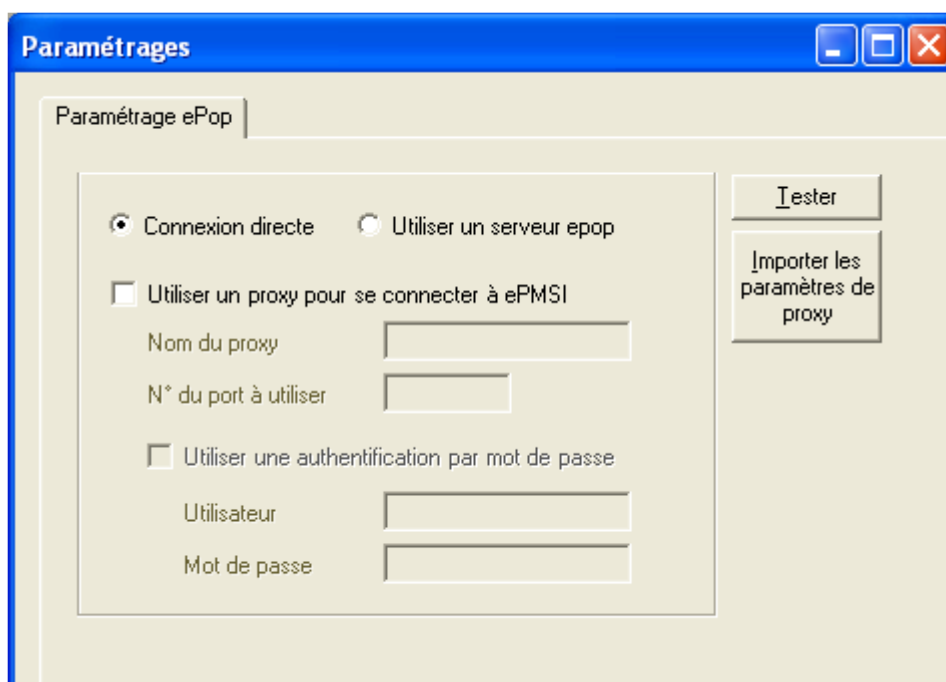 Paramétrages
Paramétrage ePop
Connexion directe
Utiliser un serveur epop
Tester
Importer les
paramètres de
proxy
Utiliser un proxy pour se connecter à ePMSI
Nom du proxy
N° du port à utiliser
Utiliser une authentification par mot de passe
Utilisateur
Mot de passe